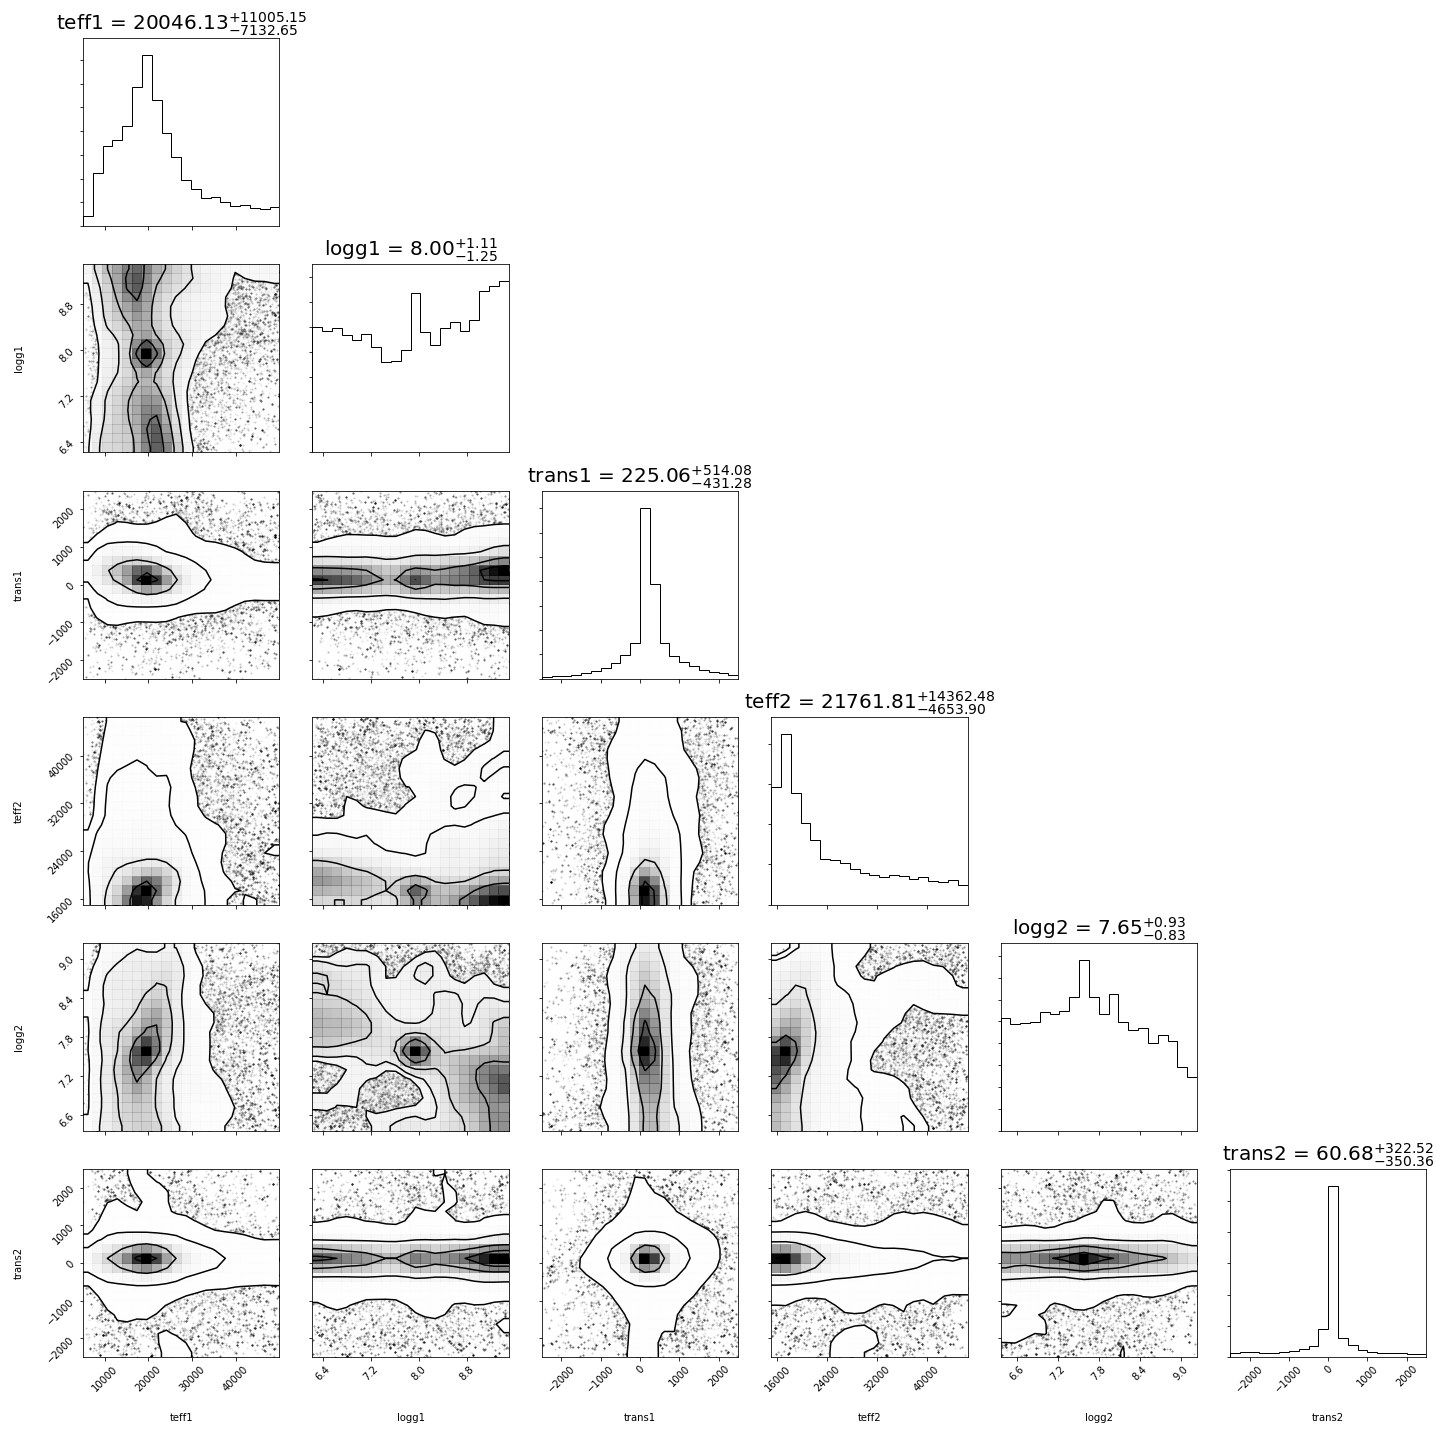 teff1 = 20046.13+11005.15−7132.65
logg1 = 8.00+1.11−1.25
8.8
8.0
7.2
6.4
logg1
trans1 = 225.06+514.08−431.28
2000
1000
0
−1000
−2000
trans1
teff2 = 21761.81+14362.48−4653.90
40000
32000
24000
16000
teff2
logg2 = 7.65+0.93−0.83
9.0
8.4
7.8
7.2
6.6
logg2
trans2 = 60.68+322.52−350.36
2000
1000
0
−1000
−2000
trans2
10000 20000 30000 40000
6.4 7.2 8.0 8.8
−2000 −1000 0 1000 2000
16000 24000 32000 40000
6.6 7.2 7.8 8.4 9.0
−2000 −1000 0 1000 2000
teff1 logg1 trans1 teff2 logg2 trans2